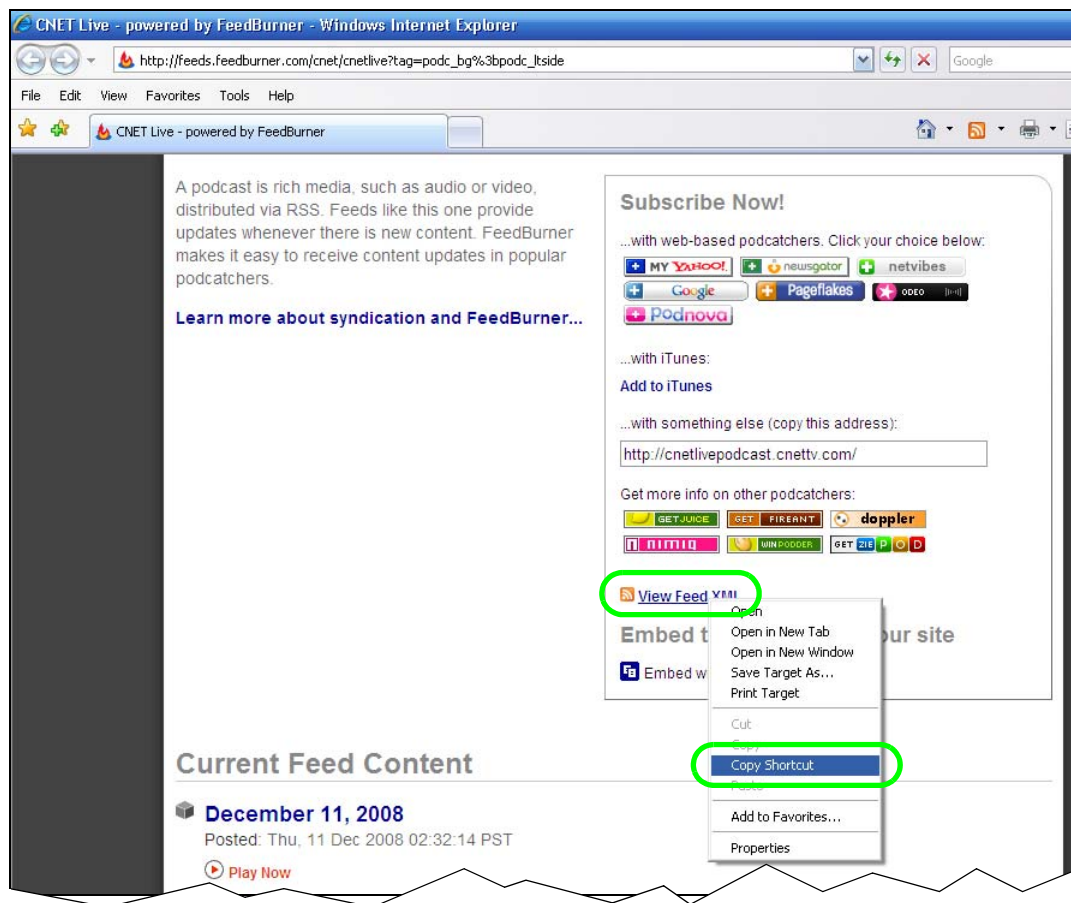 CNET Live - powered by FeedBurner - Windows Internet Explorer
http://feeds.feedburner.com/cnet/cnetlive?tag=podc_bg%3bpodc_ltside
Google
File Edit View Favorites Tools Help
CNET Live - powered by FeedBurner
A podcast is rich media, such as audio or video,
distributed via RSS. Feeds like this one provide
updates whenever there is new content. FeedBurner
makes it easy to receive content updates in popular
podcatchers.
Learn more about syndication and FeedBurner...
Subscribe Now!
...with web-based podcatchers. Click your choice below:
MY YAHOO! newsgator netvibes
Google Pageflakes ODEO
Podnova
...with iTunes:
Add to iTunes
...with something else (copy this address):
http://cnetlivepodcast.cnettv.com/
Get more info on other podcatchers:
GETJUICE GET FIREANT doppler
nimiq WINPODDER GET ZIEPOD
View Feed XML
Embed t our site
Embed w
Open
Open in New Tab
Open in New Window
Save Target As...
Print Target
Cut
Copy
Copy Shortcut
Paste
Add to Favorites...
Properties
Current Feed Content
December 11, 2008
Posted: Thu, 11 Dec 2008 02:32:14 PST
Play Now